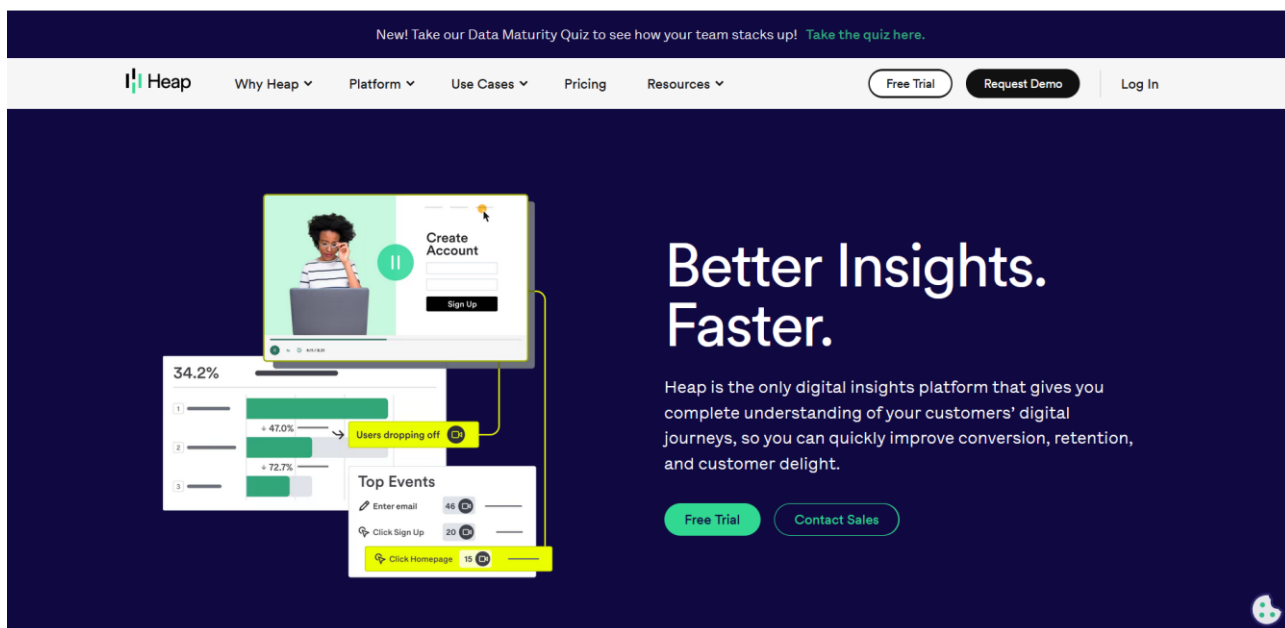 New! Take our Data Maturity Quiz to see how your team stacks up! Take the quiz here.
Heap
Why Heap
Platform
Use Cases
Pricing
Resources
Free Trial
Request Demo
Log In
Create
Account
Sign Up
34.2%
1
47.0%
2
72.7%
3
Users dropping off
Top Events
Enter email 46
Click Sign Up 20
Click Homepage 15
Better Insights.
Faster.
Heap is the only digital insights platform that gives you
complete understanding of your customers’ digital
journeys, so you can quickly improve conversion, retention,
and customer delight.
Free Trial
Contact Sales